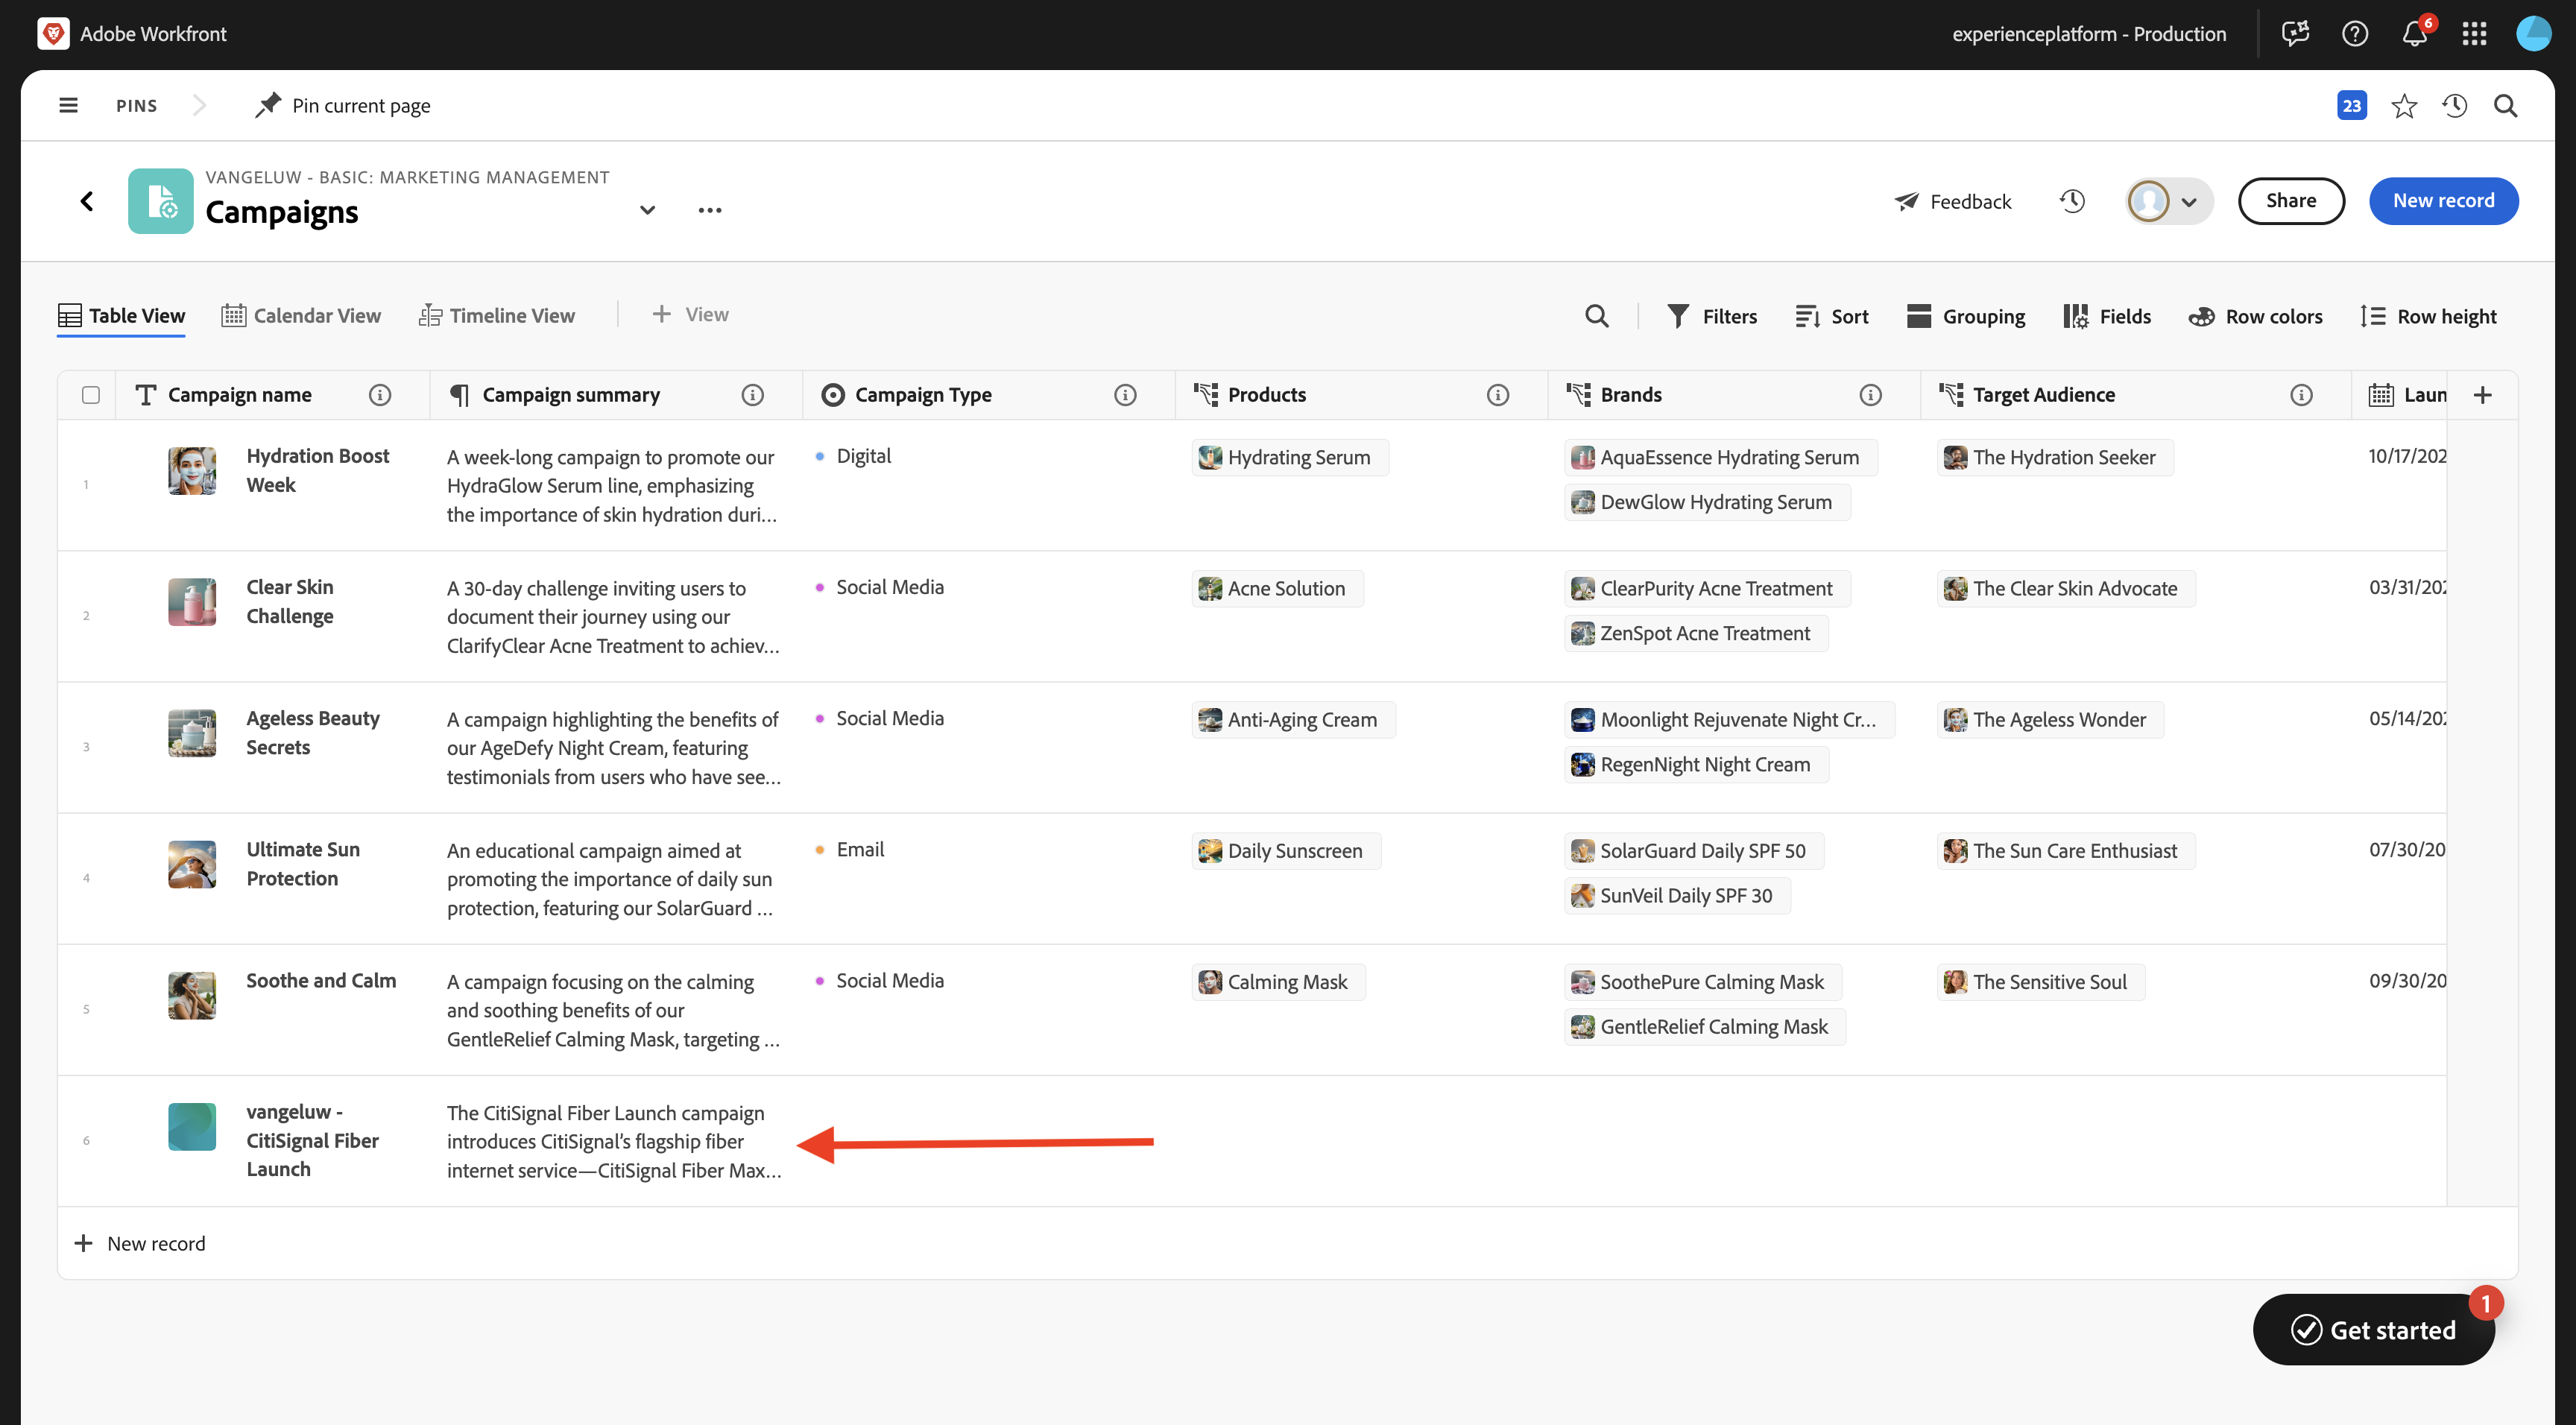 Adobe Workfront
experienceplatform - Production
6
PINS
Pin current page
23
VANGELUW - BASIC: MARKETING MANAGEMENT
Campaigns
Feedback
Share
New record
Table View
Calendar View
Timeline View
View
Filters
Sort
Grouping
Fields
Row colors
Row height
Campaign name
Campaign summary
Campaign Type
Products
Brands
Target Audience
Laun
1
Hydration Boost
Week
A week-long campaign to promote our
HydraGlow Serum line, emphasizing
the importance of skin hydration duri...
Digital
Hydrating Serum
AquaEssence Hydrating Serum
DewGlow Hydrating Serum
The Hydration Seeker
10/17/202
2
Clear Skin
Challenge
A 30-day challenge inviting users to
document their journey using our
ClarifyClear Acne Treatment to achiev...
Social Media
Acne Solution
ClearPurity Acne Treatment
ZenSpot Acne Treatment
The Clear Skin Advocate
03/31/202
3
Ageless Beauty
Secrets
A campaign highlighting the benefits of
our AgeDefy Night Cream, featuring
testimonials from users who have see...
Social Media
Anti-Aging Cream
Moonlight Rejuvenate Night Cr...
RegenNight Night Cream
The Ageless Wonder
05/14/202
4
Ultimate Sun
Protection
An educational campaign aimed at
promoting the importance of daily sun
protection, featuring our SolarGuard ...
Email
Daily Sunscreen
SolarGuard Daily SPF 50
SunVeil Daily SPF 30
The Sun Care Enthusiast
07/30/20
5
Soothe and Calm
A campaign focusing on the calming
and soothing benefits of our
GentleRelief Calming Mask, targeting ...
Social Media
Calming Mask
SoothePure Calming Mask
GentleRelief Calming Mask
The Sensitive Soul
09/30/20
6
vangeluw -
CitiSignal Fiber
Launch
The CitiSignal Fiber Launch campaign
introduces CitiSignal's flagship fiber
internet service—CitiSignal Fiber Max...
New record
1
Get started